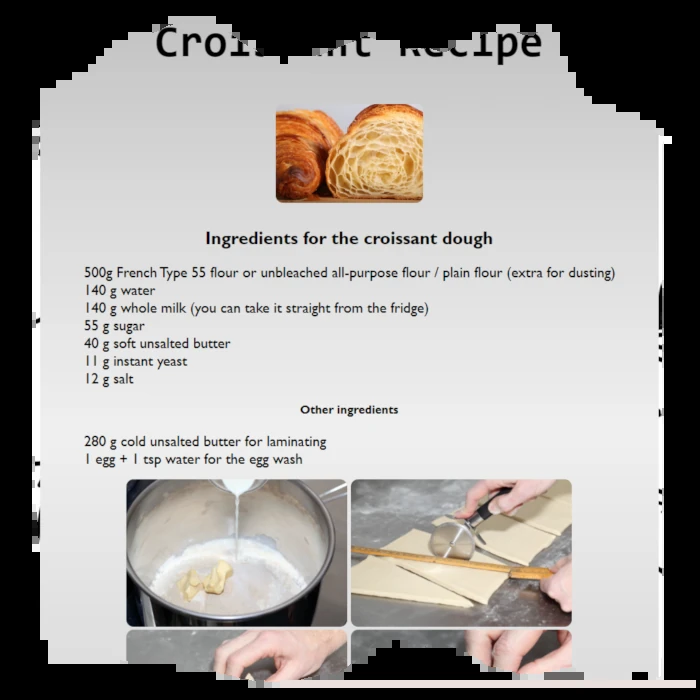 Croissant Recipe
Ingredients for the croissant dough
500g French Type 55 flour or unbleached all-purpose flour / plain flour (extra for dusting)
140 g water
140 g whole milk (you can take it straight from the fridge)
55 g sugar
40 g soft unsalted butter
11 g instant yeast
12 g salt
Other ingredients
280 g cold unsalted butter for laminating
1 egg + 1 tsp water for the egg wash